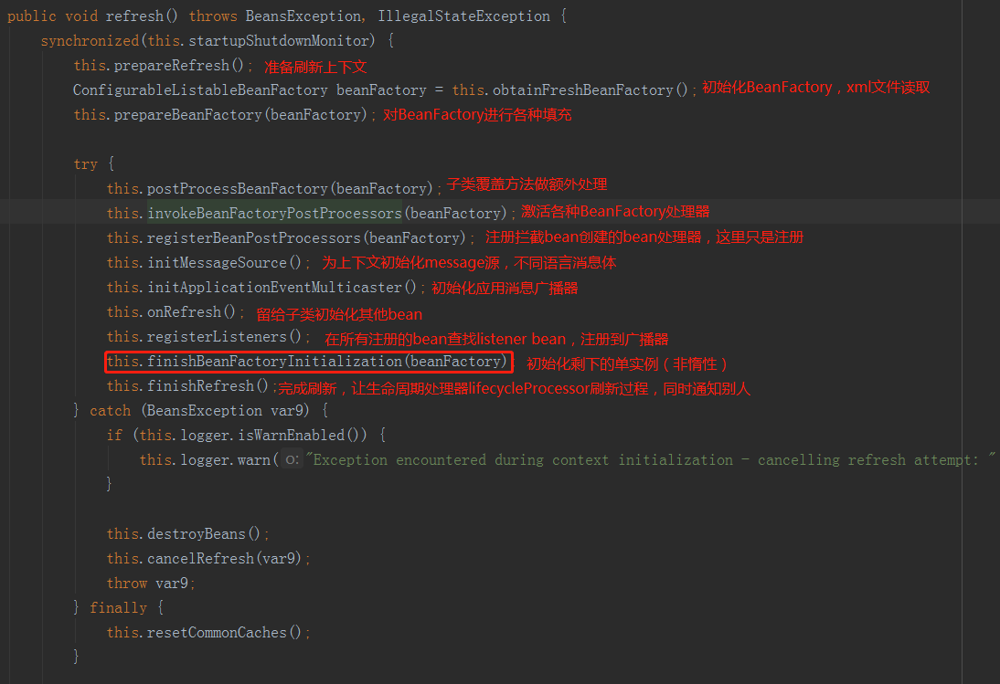 public void refresh() throws BeansException, IllegalStateException {
synchronized(this.startupShutdownMonitor) {
this.prepareRefresh(); 准备刷新上下文
ConfigurableListableBeanFactory beanFactory = this.obtainFreshBeanFactory(); 初始化BeanFactory，xml文件读取
this.prepareBeanFactory(beanFactory); 对BeanFactory进行各种填充
try {
this.postProcessBeanFactory(beanFactory); 子类覆盖方法做额外处理
this.invokeBeanFactoryPostProcessors(beanFactory); 激活各种BeanFactory处理器
this.registerBeanPostProcessors(beanFactory); 注册拦截bean创建的bean处理器，这里只是注册
this.initMessageSource(); 为上下文初始化message源，不同语言消息体
this.initApplicationEventMulticaster(); 初始化应用消息广播器
this.onRefresh(); 留给子类初始化其他bean
this.registerListeners(); 在所有注册的bean查找listener bean，注册到广播器
this.finishBeanFactoryInitialization(beanFactory); 初始化剩下的单实例（非惰性）
this.finishRefresh(); 完成刷新，让生命周期处理器lifecycleProcessor刷新过程，同时通知别人
} catch (BeansException var9) {
if (this.logger.isWarnEnabled()) {
this.logger.warn( o: "Exception encountered during context initialization - cancelling refresh attempt: "
}
this.destroyBeans();
this.cancelRefresh(var9);
throw var9;
} finally {
this.resetCommonCaches();
}